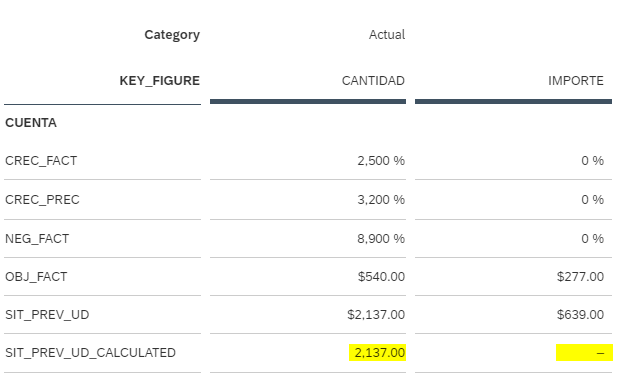 Category Actual
KEY_FIGURE CANTIDAD IMPORTE
CUENTA
CREC_FACT 2,500 % 0 %
CREC_PREC 3,200 % 0 %
NEG_FACT 8,900 % 0 %
OBJ_FACT $540.00 $277.00
SIT_PREV_UD $2,137.00 $639.00
SIT_PREV_UD_CALCULATED 2,137.00 –